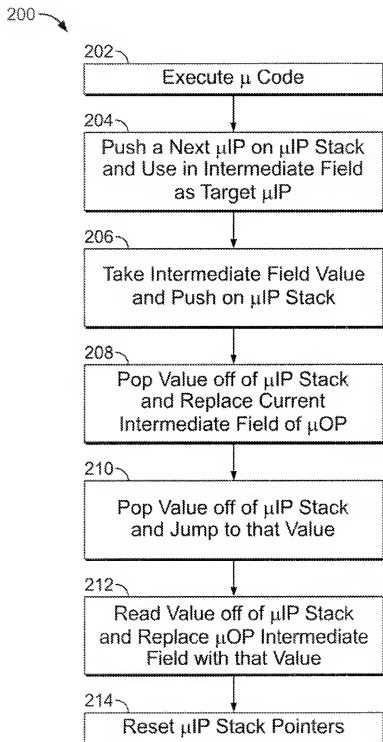 200
202
Execute μ Code
204
Push a Next μIP on μIP Stack
and Use in Intermediate Field
as Target μIP
206
Take Intermediate Field Value
and Push on μIP Stack
208
Pop Value off of μIP Stack
and Replace Current
Intermediate Field of μOP
210
Pop Value off of μIP Stack
and Jump to that Value
212
Read Value off of μIP Stack
and Replace μOP Intermediate
Field with that Value
214
Reset μIP Stack Pointers